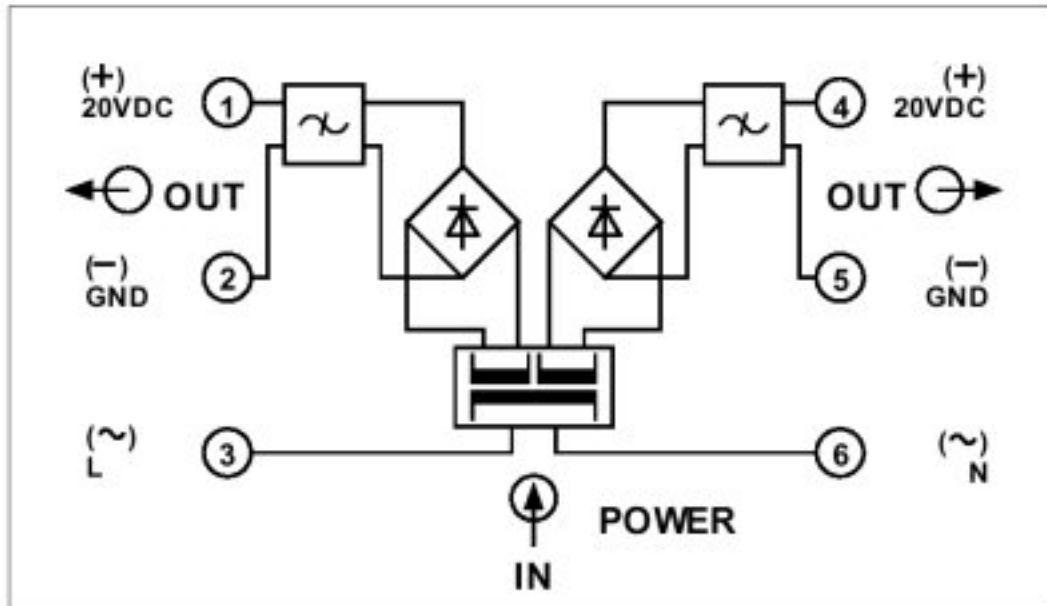 (+)
20VDC
1
4
(+)
20VDC
OUT
OUT
(−)
GND
2
5
(−)
GND
(~)
L
3
6
(~)
N
POWER
IN